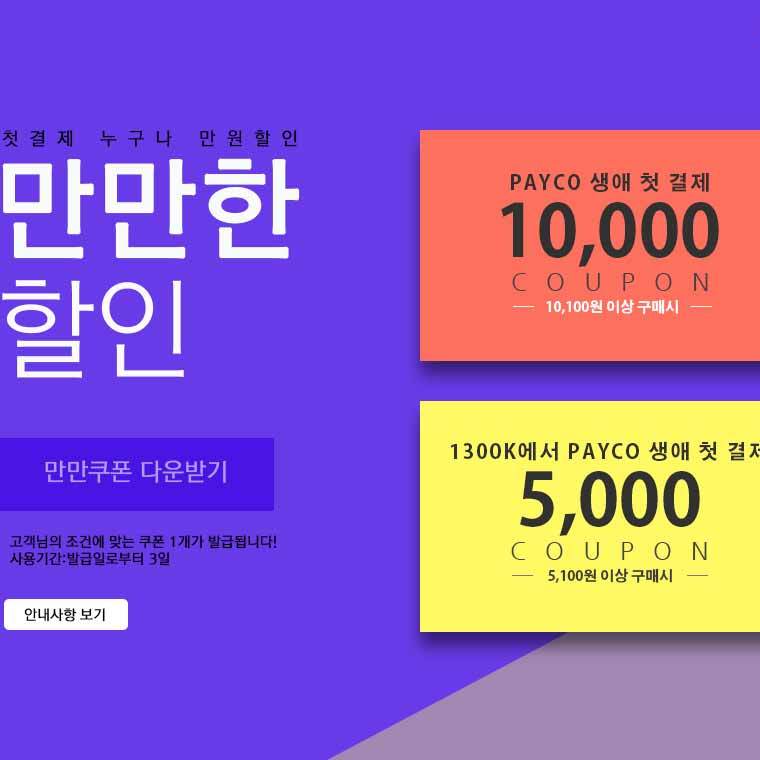 첫결제 누구나 만원할인
만만한
할인
만만쿠폰 다운받기
고객님의 조건에 맞는 쿠폰 1개가 발급됩니다!
사용기간:발급일로부터 3일
안내사항 보기
PAYCO 생애 첫 결제
10,000
COUPON
10,100원 이상 구매시
1300K에서 PAYCO 생애 첫 결제
5,000
COUPON
5,100원 이상 구매시